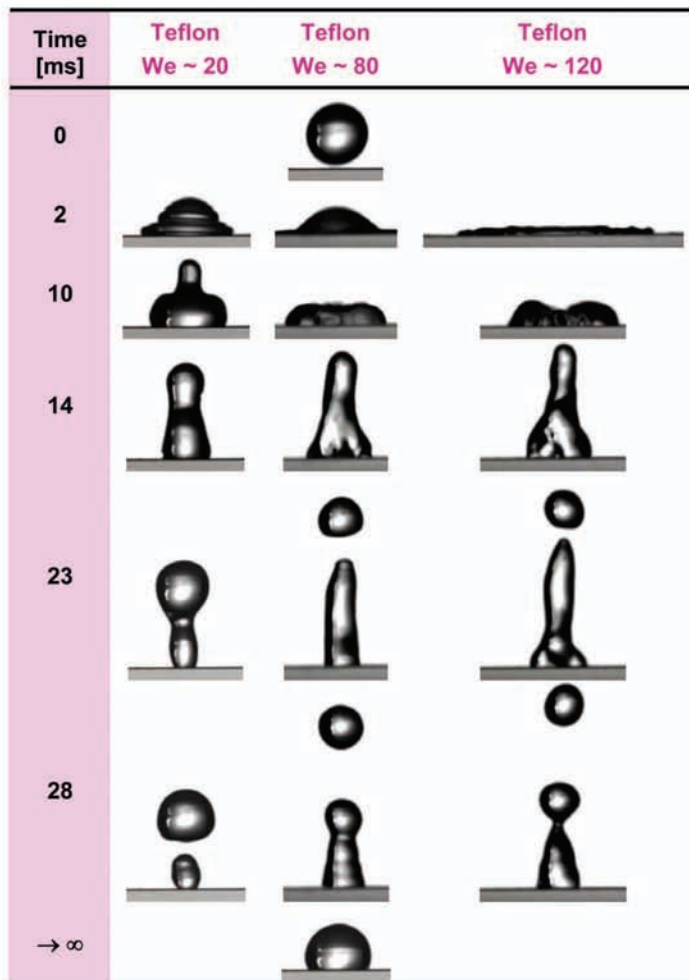 Time
[ms]
Teflon
We ~ 20
Teflon
We ~ 80
Teflon
We ~ 120
0
2
10
14
23
28
→ ∞